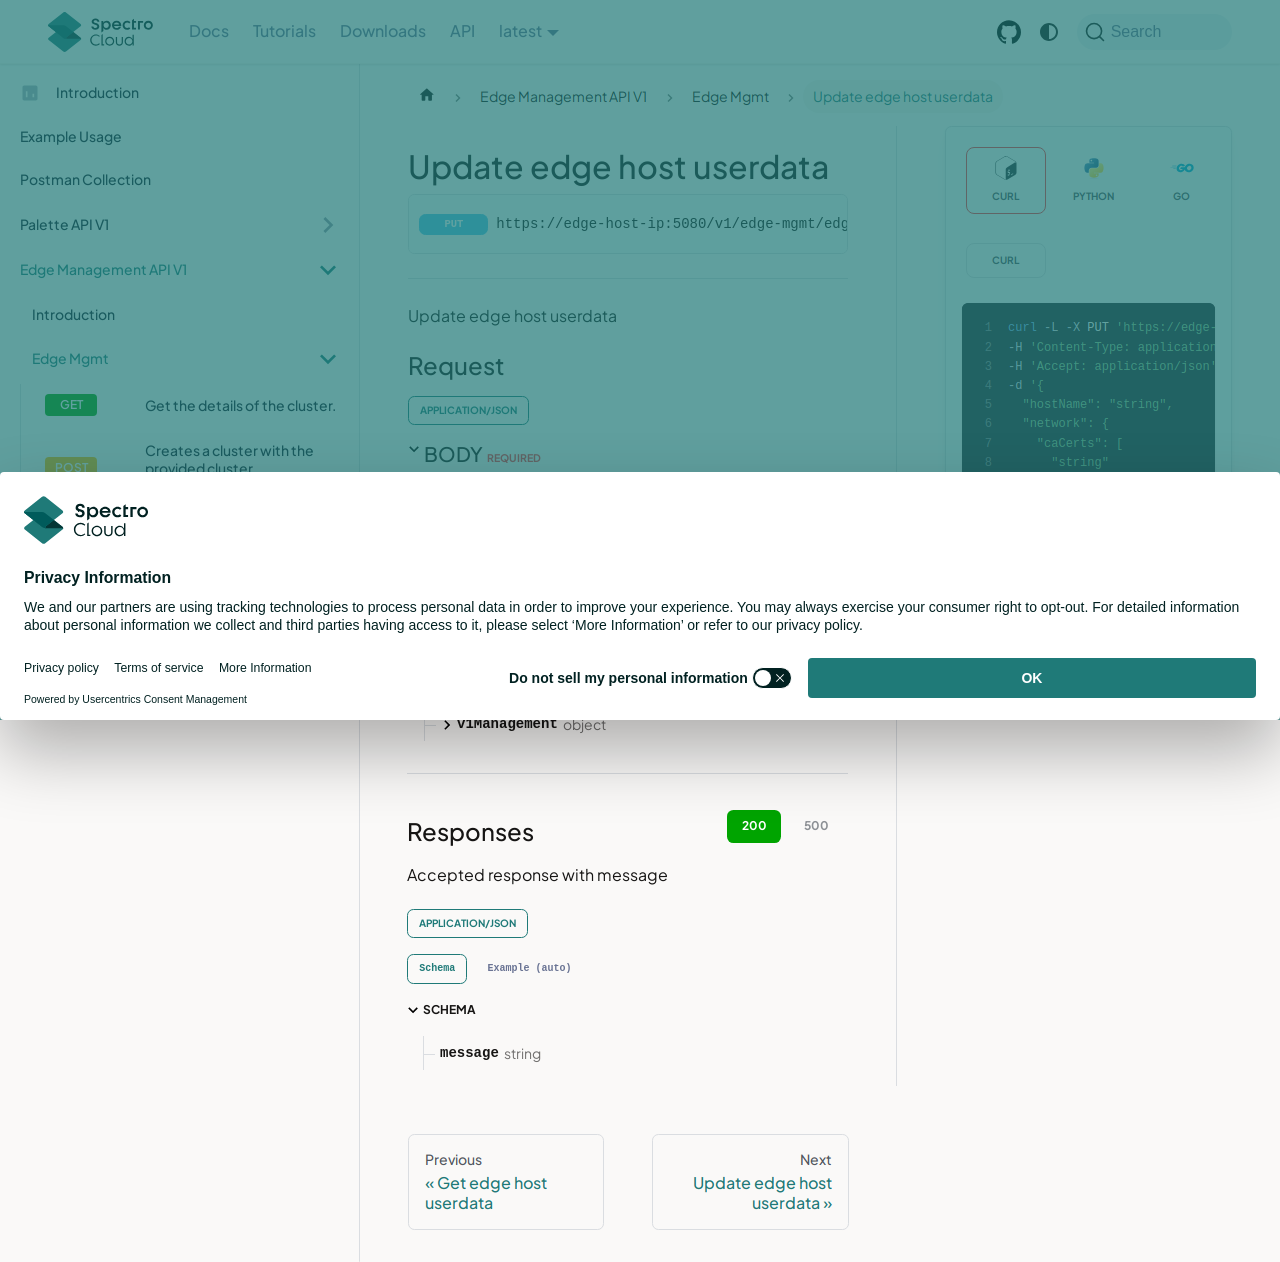 Spectro Cloud
Docs
Tutorials
Downloads
API
latest
Search
Introduction
Example Usage
Postman Collection
Palette API V1
Edge Management API V1
Introduction
Edge Mgmt
GET Get the details of the cluster.
POST Creates a cluster with the
provided cluster
Edge Management API V1
Edge Mgmt
Update edge host userdata
Update edge host userdata
PUT https://edge-host-ip:5080/v1/edge-mgmt/edg
Update edge host userdata
Request
APPLICATION/JSON
BODY REQUIRED
CURL
PYTHON
GO
CURL
1 curl -L -X PUT 'https://edge-
2 -H 'Content-Type: application
3 -H 'Accept: application/json'
4 -d '{
5 "hostName": "string",
6 "network": {
7 "caCerts": [
8 "string"
Spectro
Cloud
Privacy Information
We and our partners are using tracking technologies to process personal data in order to improve your experience. You may always exercise your consumer right to opt-out. For detailed information
about personal information we collect and third parties having access to it, please select ‘More Information’ or refer to our privacy policy.
Privacy policy
Terms of service
More Information
Powered by Usercentrics Consent Management
Do not sell my personal information
OK
v1Management object
Responses
200
500
Accepted response with message
APPLICATION/JSON
Schema
Example (auto)
SCHEMA
message string
Previous
« Get edge host
userdata
Next
Update edge host
userdata »